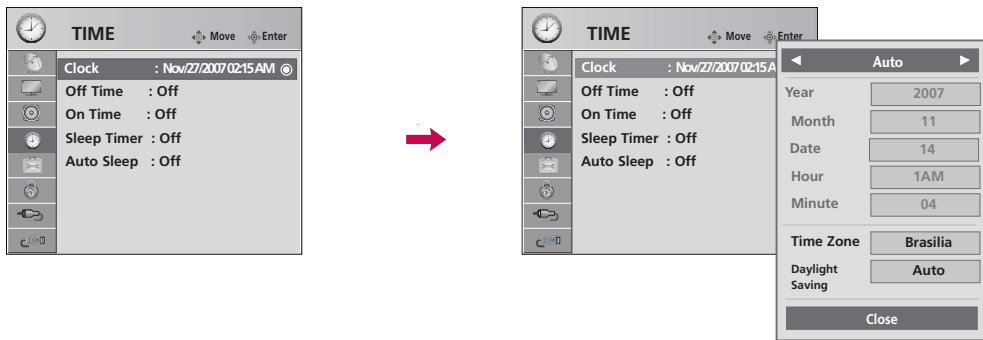 TIME
Move Enter
Clock : Nov/27/2007 02:15 AM
Off Time : Off
On Time : Off
Sleep Timer : Off
Auto Sleep : Off
TIME
Move Enter
Clock : Nov/27/2007 02:15 A
Off Time : Off
On Time : Off
Sleep Timer : Off
Auto Sleep : Off
Auto
Year 2007
Month 11
Date 14
Hour 1AM
Minute 04
Time Zone Brasilia
Daylight
Saving Auto
Close